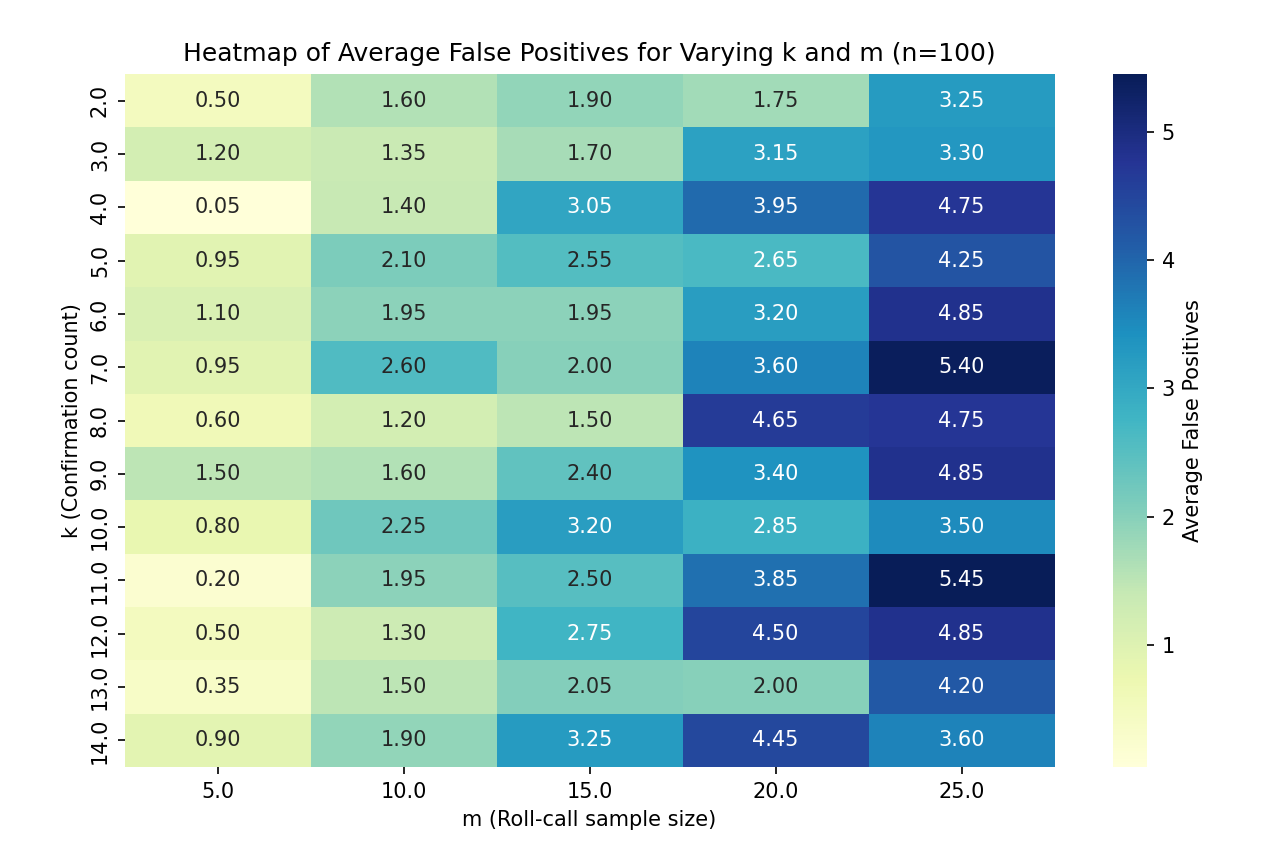 Heatmap of Average False Positives for Varying k and m (n=100)
k (Confirmation count)
2.0 0.50 1.60 1.90 1.75 3.25
3.0 1.20 1.35 1.70 3.15 3.30
4.0 0.05 1.40 3.05 3.95 4.75
5.0 0.95 2.10 2.55 2.65 4.25
6.0 1.10 1.95 1.95 3.20 4.85
7.0 0.95 2.60 2.00 3.60 5.40
8.0 0.60 1.20 1.50 4.65 4.75
9.0 1.50 1.60 2.40 3.40 4.85
10.0 0.80 2.25 3.20 2.85 3.50
11.0 0.20 1.95 2.50 3.85 5.45
12.0 0.50 1.30 2.75 4.50 4.85
13.0 0.35 1.50 2.05 2.00 4.20
14.0 0.90 1.90 3.25 4.45 3.60
5.0 10.0 15.0 20.0 25.0
m (Roll-call sample size)
5
4
3
2
1
Average False Positives